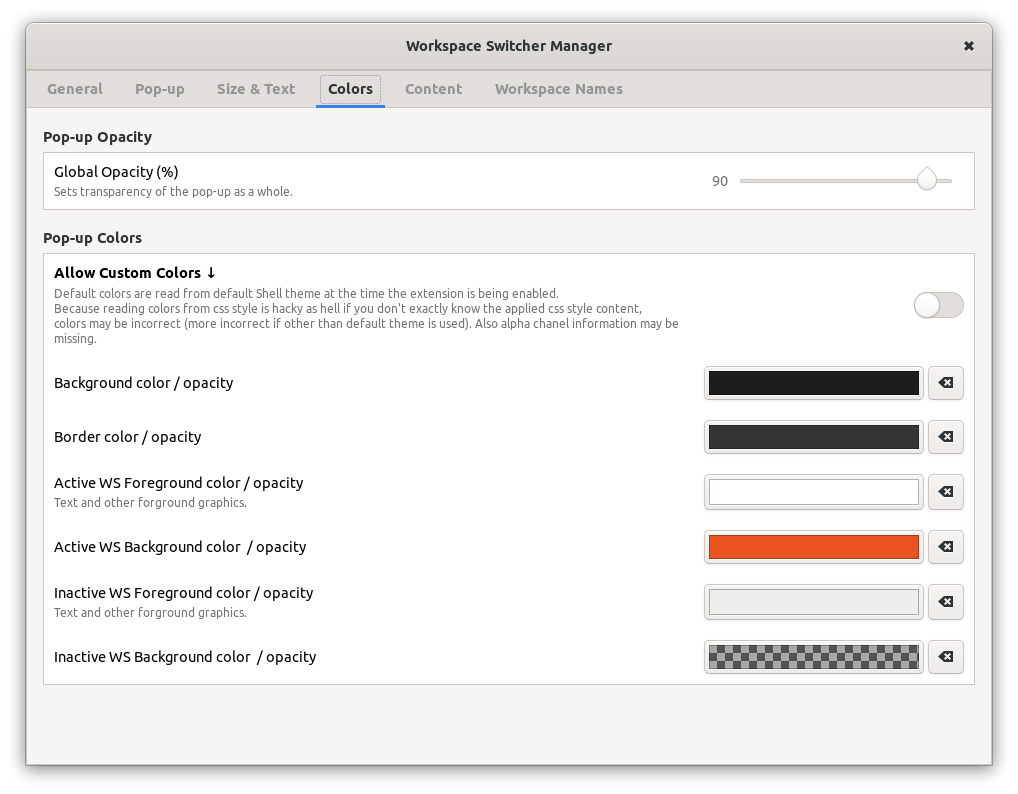 Workspace Switcher Manager
General Pop-up Size & Text Colors Content Workspace Names
Pop-up Opacity
Global Opacity (%)
Sets transparency of the pop-up as a whole.
90
Pop-up Colors
Allow Custom Colors ↓
Default colors are read from default Shell theme at the time the extension is being enabled.
Because reading colors from css style is hacky as hell if you don't exactly know the applied css style content,
colors may be incorrect (more incorrect if other than default theme is used). Also alpha chanel information may be
missing.
Background color / opacity
Border color / opacity
Active WS Foreground color / opacity
Text and other forground graphics.
Active WS Background color  / opacity
Inactive WS Foreground color / opacity
Text and other forground graphics.
Inactive WS Background color  / opacity